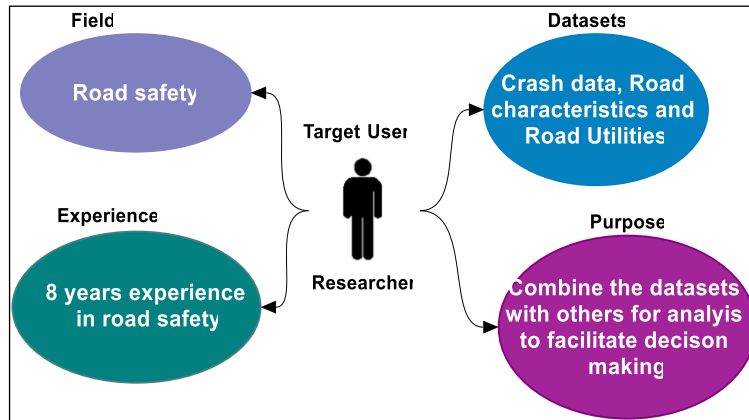 Field
Road safety
Experience
8 years experience
in road safety
Target User
Researcher
Datasets
Crash data, Road
characteristics and
Road Utilities
Purpose
Combine the datasets
with others for analyis
to facilitate decison
making